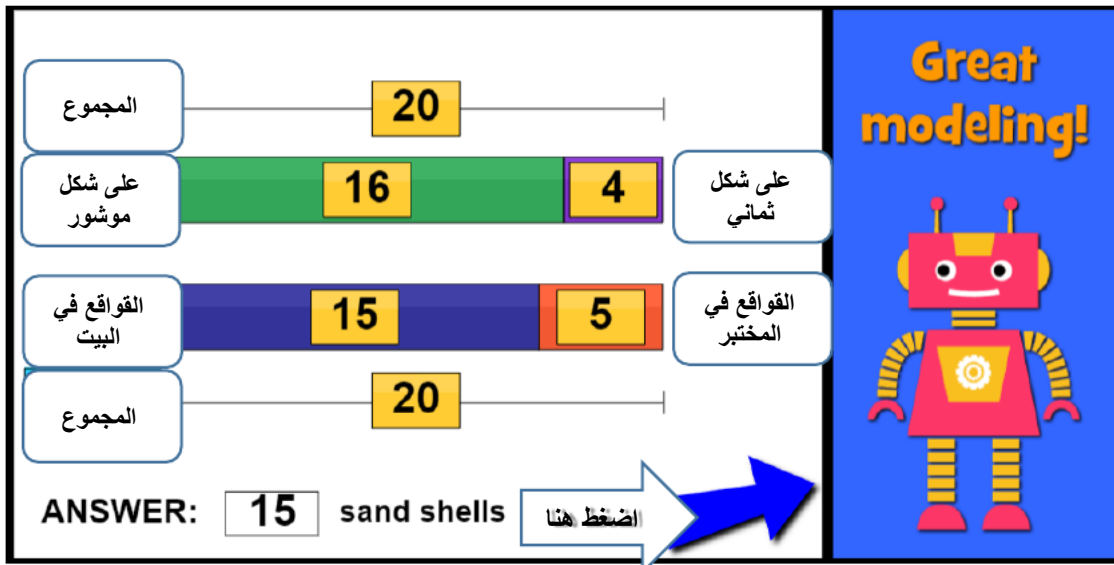 المجموع
20
على شكل
موشور
16
4
على شكل
ثماني
القواقع في
البيت
15
5
القواقع في
المختبر
المجموع
20
ANSWER: 15 sand shells
اضغط هنا
Great
modeling!